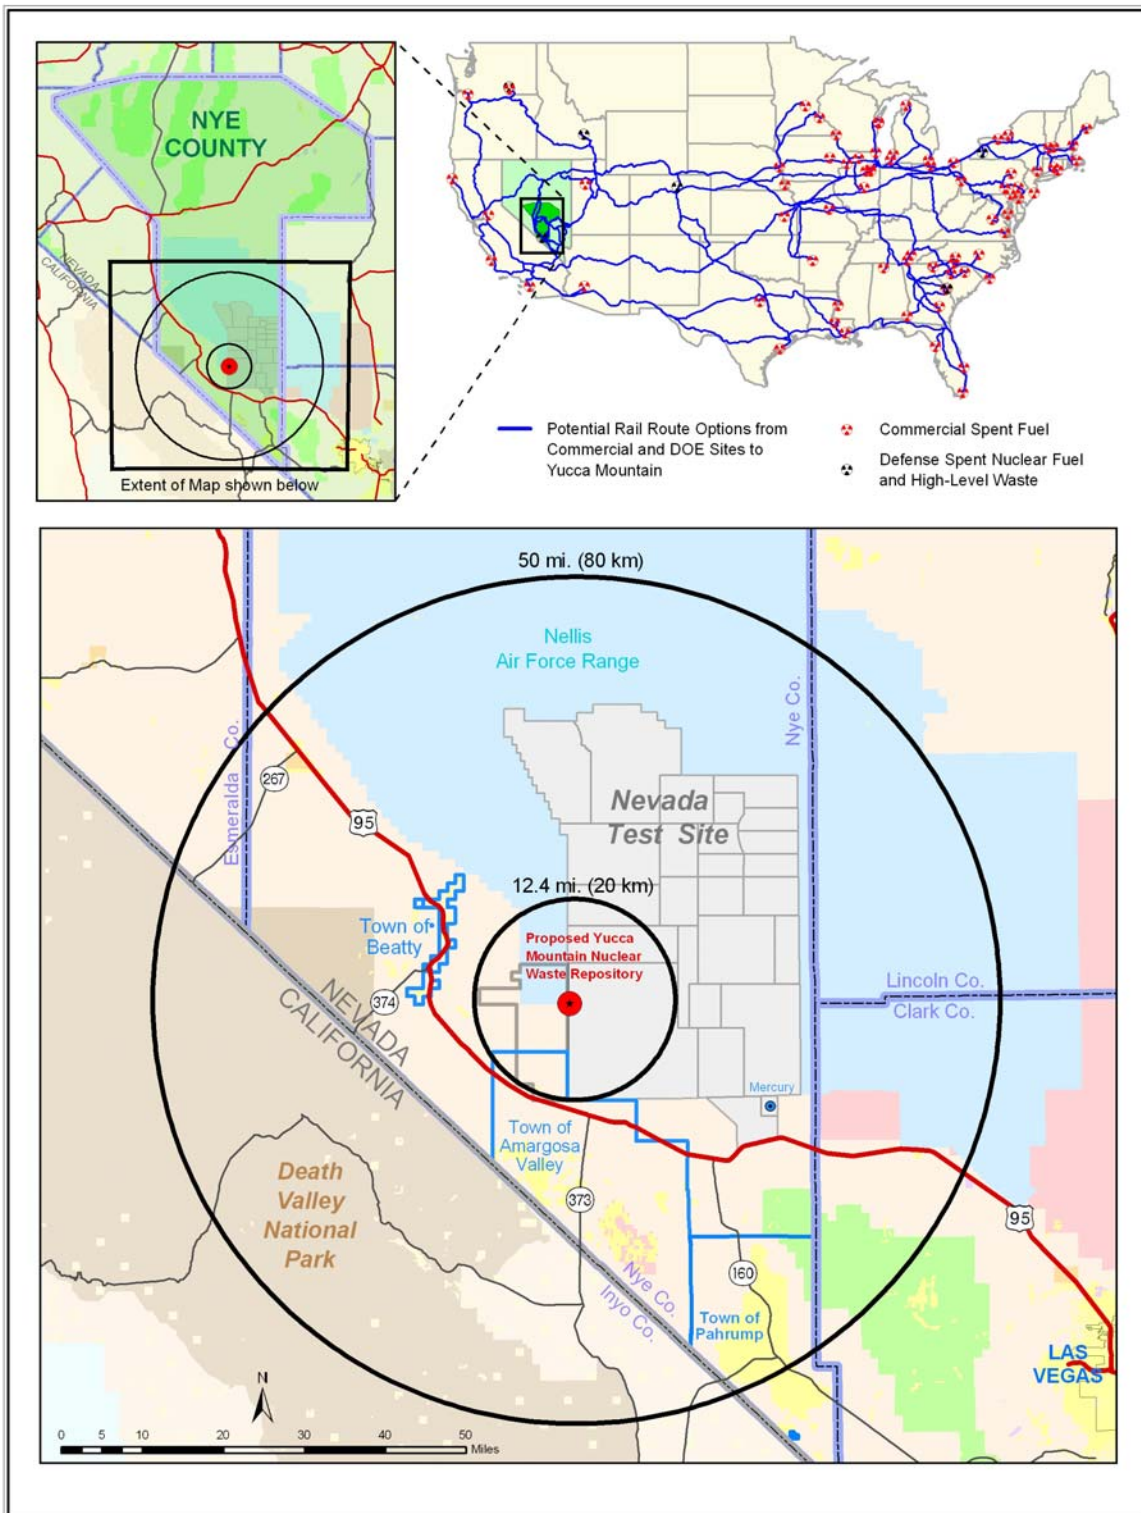 NYE
COUNTY
NEVADA
CALIFORNIA
Extent of Map shown below
Potential Rail Route Options from
Commercial and DOE Sites to
Yucca Mountain
Commercial Spent Fuel
Defense Spent Nuclear Fuel
and High-Level Waste
50 mi. (80 km)
Nellis
Air Force Range
Esmeralda Co.
Nye Co.
267
95
Nevada
Test Site
12.4 mi. (20 km)
Town of
Beatty
Proposed Yucca
Mountain Nuclear
Waste Repository
374
NEVADA
CALIFORNIA
Lincoln Co.
Clark Co.
Mercury
Town of
Amargosa
Valley
Death
Valley
National
Park
373
95
Nye Co.
Inyo Co.
160
Town of
Pahrump
LAS
VEGAS
N
0 5 10 20 30 40 50
Miles